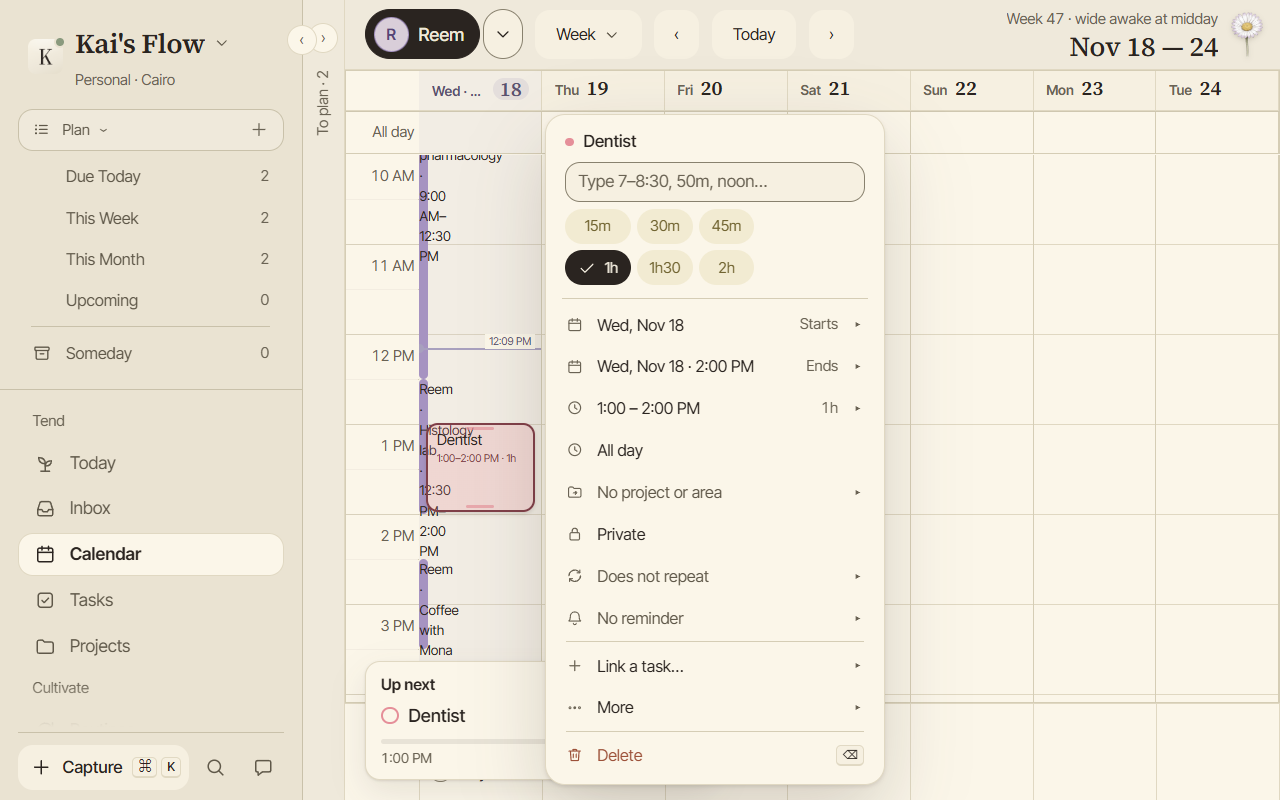 K
Kai's Flow
Personal · Cairo
Plan
Due Today 2
This Week 2
This Month 2
Upcoming 0
Someday 0
Tend
Today
Inbox
Calendar
Tasks
Projects
Cultivate
Capture ⌘ K
To plan · 2
R Reem
Week
Today
Week 47 · wide awake at midday
Nov 18 — 24
Wed · ... 18
Thu 19
Fri 20
Sat 21
Sun 22
Mon 23
Tue 24
All day
10 AM
11 AM
12 PM
1 PM
2 PM
3 PM
pharmacology
·
9:00
AM–
12:30
PM
12:09 PM
Reem
·
Histology
lab
·
12:30
PM–
2:00
PM
Dentist
1:00–2:00 PM · 1h
Reem
·
Coffee
with
Mona
Up next
Dentist
1:00 PM
Dentist
Type 7–8:30, 50m, noon...
15m 30m 45m
1h 1h30 2h
Wed, Nov 18 Starts
Wed, Nov 18 · 2:00 PM Ends
1:00 – 2:00 PM 1h
All day
No project or area
Private
Does not repeat
No reminder
Link a task...
More
Delete